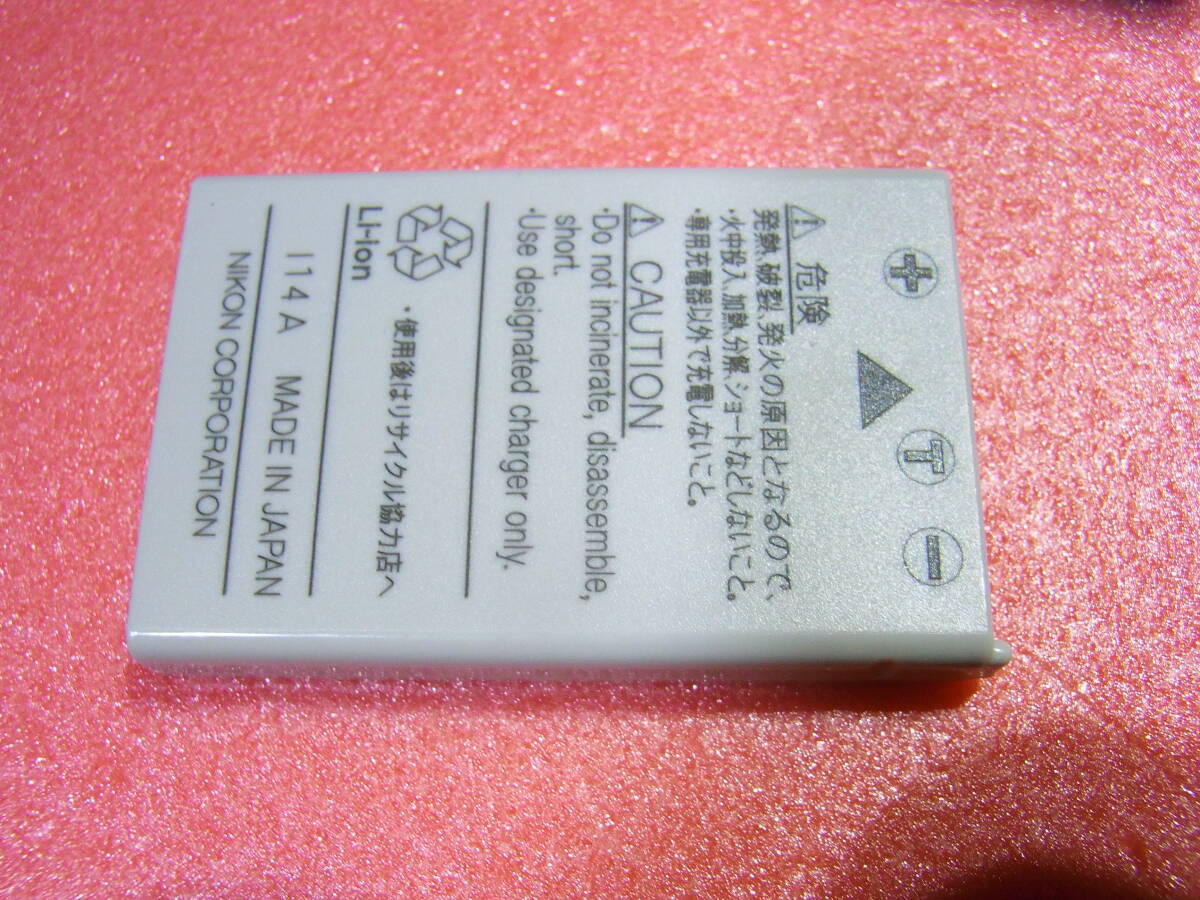 + T −
危険
発熱、破裂、発火の原因となるので、
・火中投入、加熱、分解、ショートなどしないこと。
・専用充電器以外で充電しないこと。
CAUTION
・Do not incinerate, disassemble,
short.
・Use designated charger only.
・使用後はリサイクル協力店へ
Li-Ion
I14A MADE IN JAPAN
NIKON CORPORATION